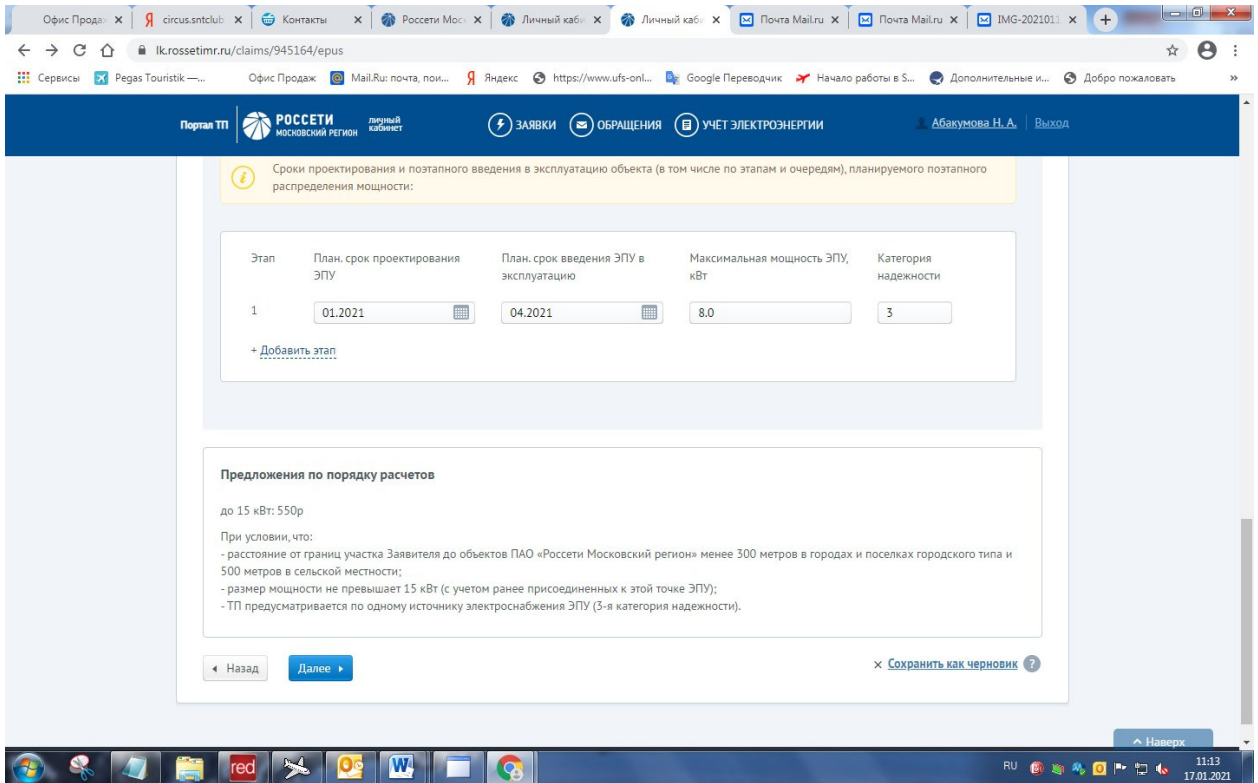 Офис Прода
circus.sntclub
Контакты
Россети Мос
Личный каби
Личный каби
Почта Mail.ru
Почта Mail.ru
IMG-2021011
lk.rossetimr.ru/claims/945164/epus
Сервисы
Pegas Touristik —...
Офис Продаж
Mail.Ru: почта, пои...
Яндекс
https://www.ufs-onl...
Google Переводчик
Начало работы в S...
Дополнительные и...
Добро пожаловать
»
Портал ТП
РОССЕТИ
МОСКОВСКИЙ РЕГИОН
личный
кабинет
ЗАЯВКИ
ОБРАЩЕНИЯ
УЧЁТ ЭЛЕКТРОЭНЕРГИИ
Абакумова Н. А.
Выход
Сроки проектирования и поэтапного введения в эксплуатацию объекта (в том числе по этапам и очередям), планируемого поэтапного
распределения мощности:
Этап
План. срок проектирования
ЭПУ
План. срок введения ЭПУ в
эксплуатацию
Максимальная мощность ЭПУ,
кВт
Категория
надежности
1
01.2021
04.2021
8.0
3
+ Добавить этап
Предложения по порядку расчетов
до 15 кВт: 550р
При условии, что:
- расстояние от границ участка Заявителя до объектов ПАО «Россети Московский регион» менее 300 метров в городах и поселках городского типа и
500 метров в сельской местности;
- размер мощности не превышает 15 кВт (с учетом ранее присоединенных к этой точке ЭПУ);
- ТП предусматривается по одному источнику электроснабжения ЭПУ (3-я категория надежности).
Назад
Далее
× Сохранить как черновик ?
Наверх
red
RU
11:13
17.01.2021